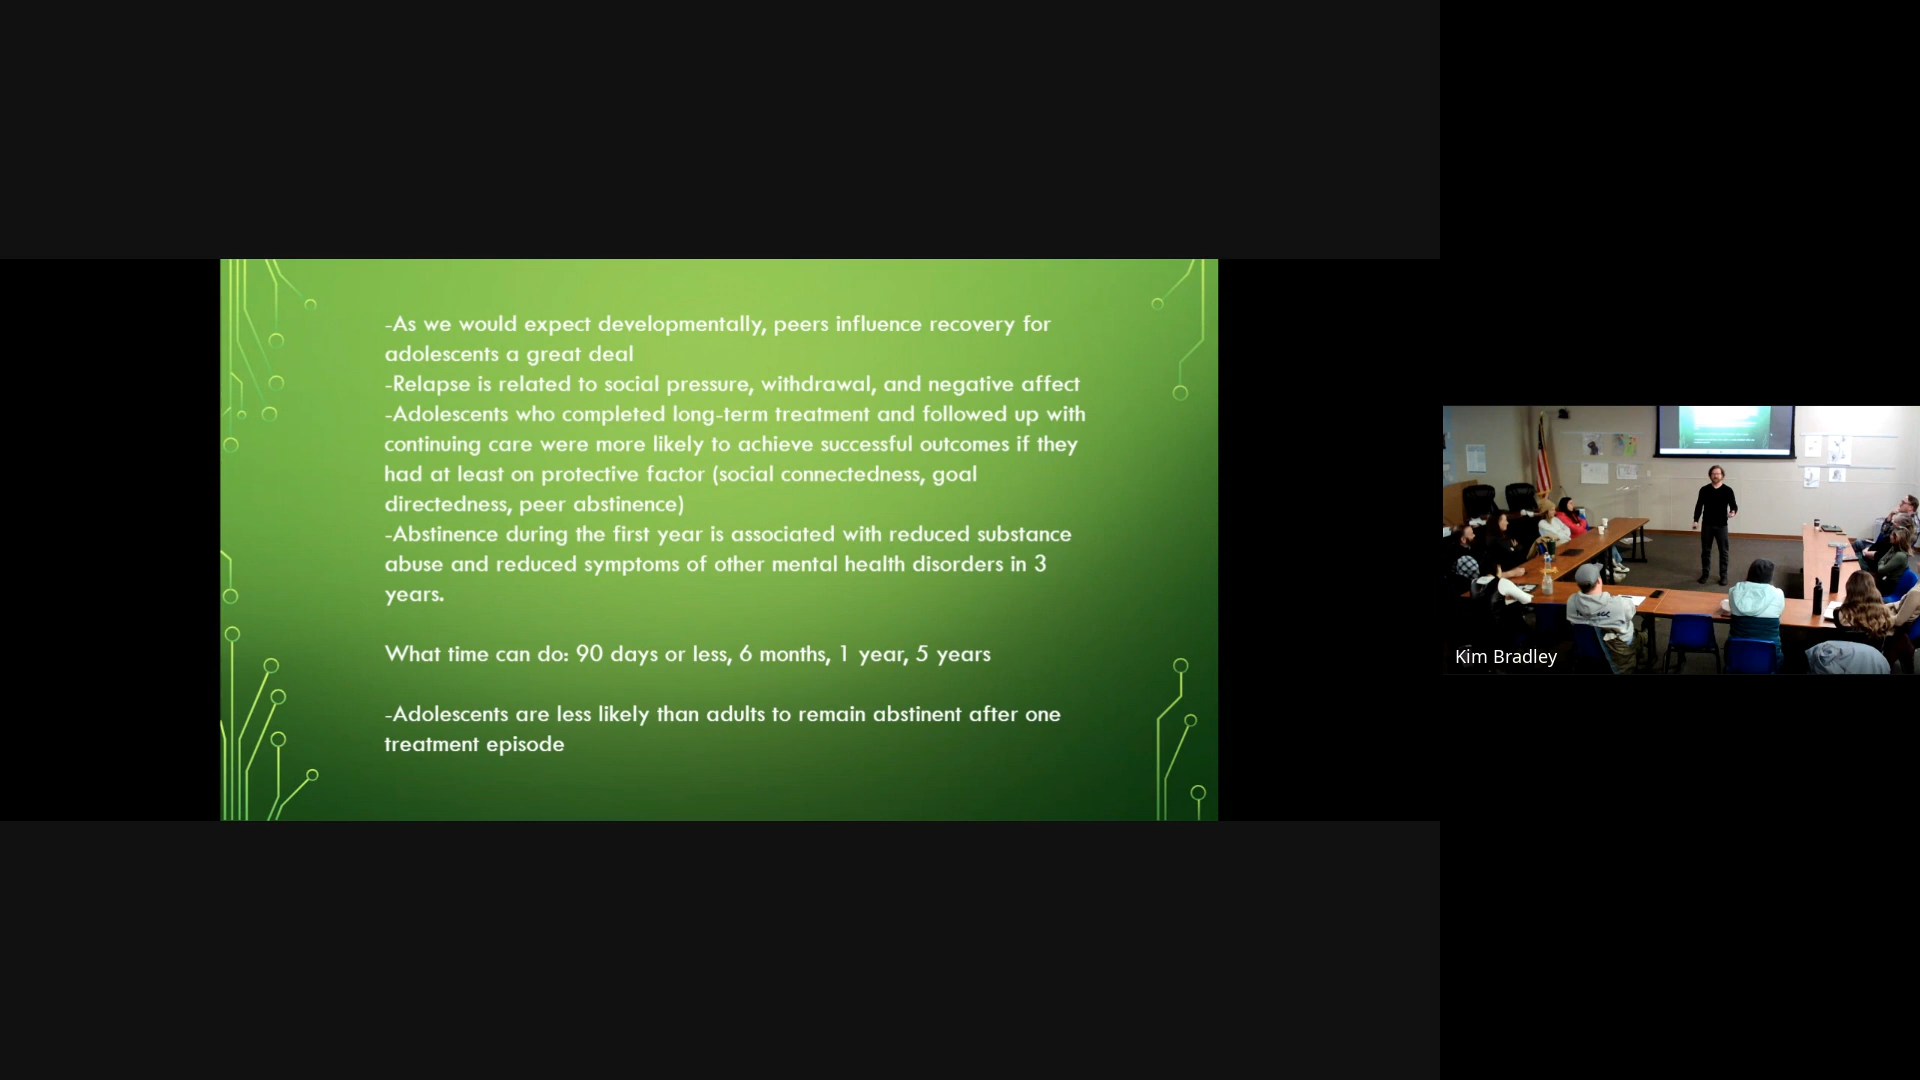 -As we would expect developmentally, peers influence recovery for
adolescents a great deal
-Relapse is related to social pressure, withdrawal, and negative affect
-Adolescents who completed long-term treatment and followed up with
continuing care were more likely to achieve successful outcomes if they
had at least on protective factor (social connectedness, goal
directedness, peer abstinence)
-Abstinence during the first year is associated with reduced substance
abuse and reduced symptoms of other mental health disorders in 3
years.
What time can do: 90 days or less, 6 months, 1 year, 5 years
-Adolescents are less likely than adults to remain abstinent after one
treatment episode
Kim Bradley